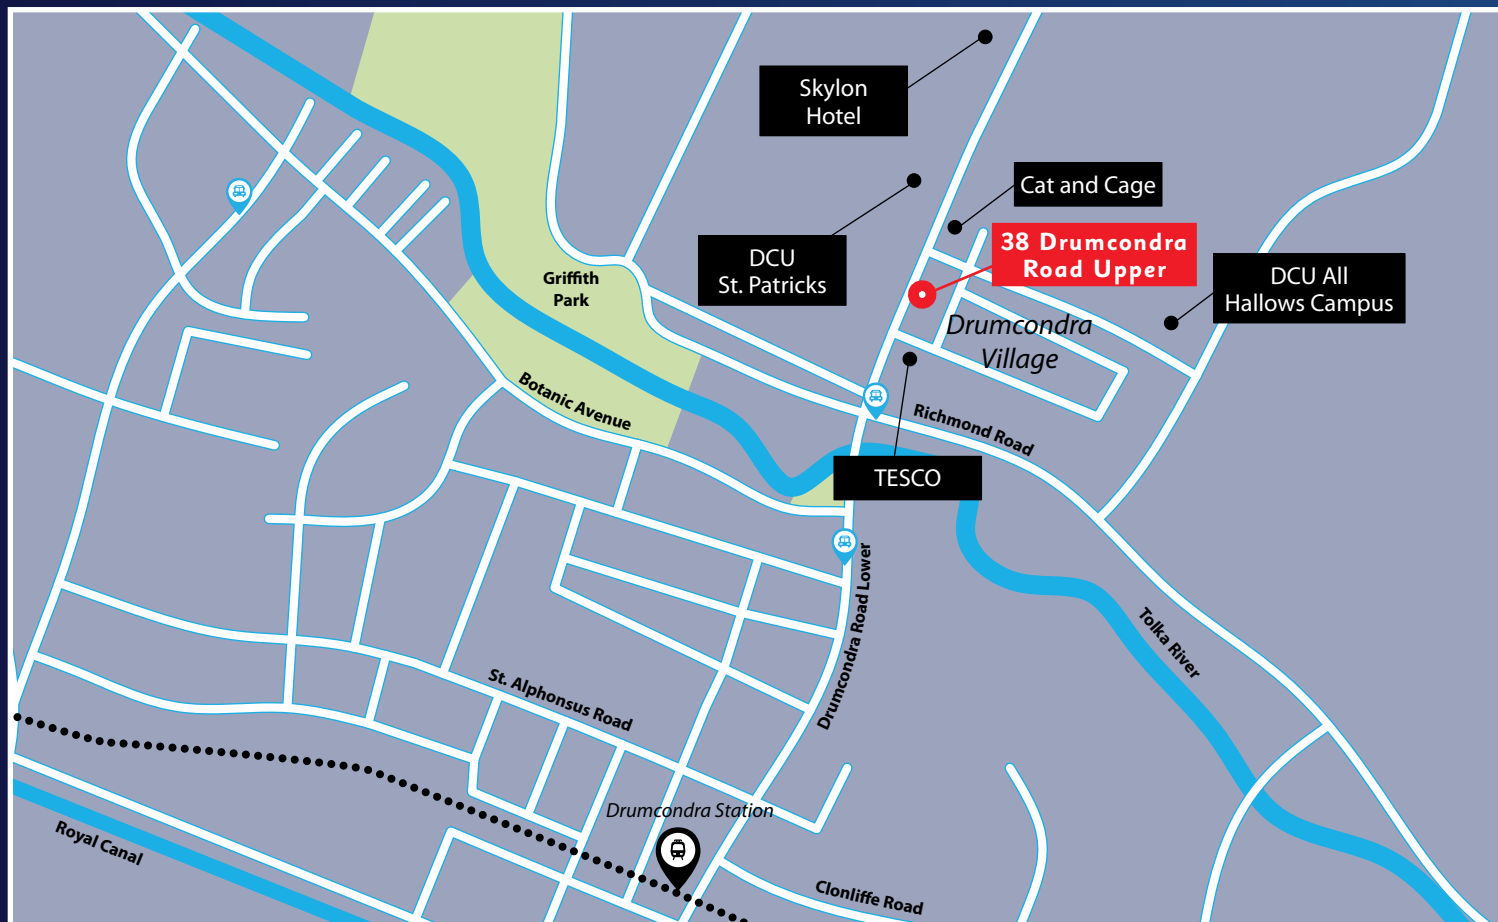 Skylon
Hotel
Cat and Cage
38 Drumcondra
Road Upper
DCU
St. Patricks
DCU All
Hallows Campus
Griffith
Park
Drumcondra
Village
Botanic Avenue
Richmond Road
TESCO
Drumcondra Road Lower
Tolka River
St. Alphonsus Road
Drumcondra Station
Royal Canal
Clonliffe Road